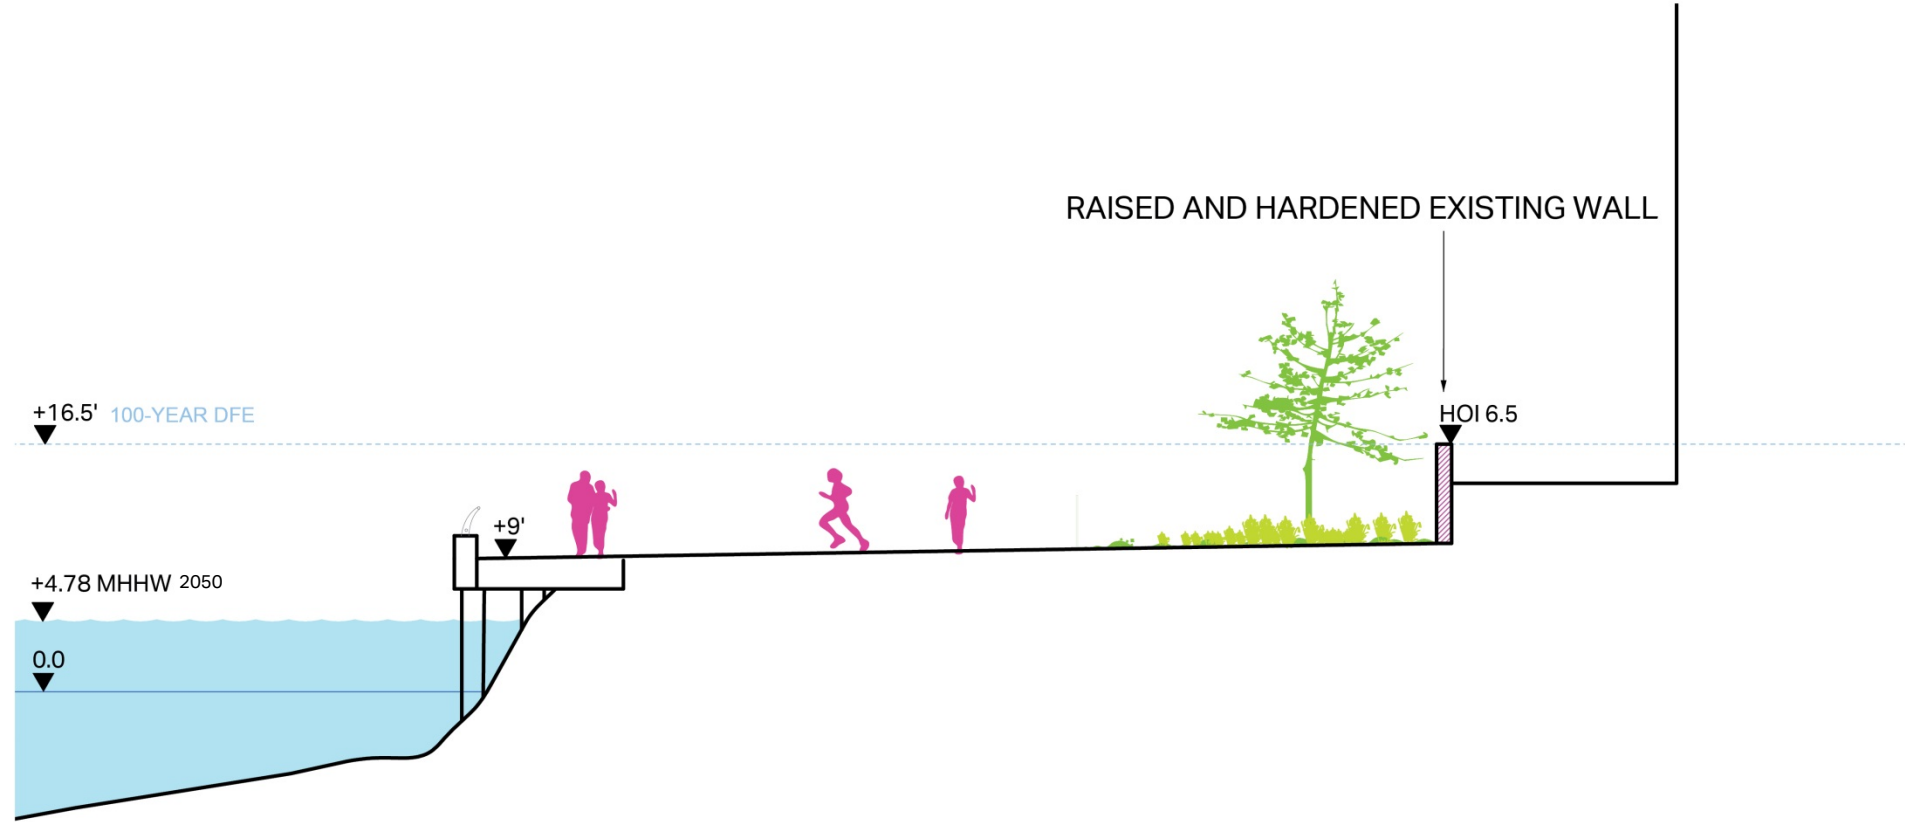 RAISED AND HARDENED EXISTING WALL
+16.5' 100-YEAR DFE
HOI 6.5
+9'
+4.78 MHHW 2050
0.0